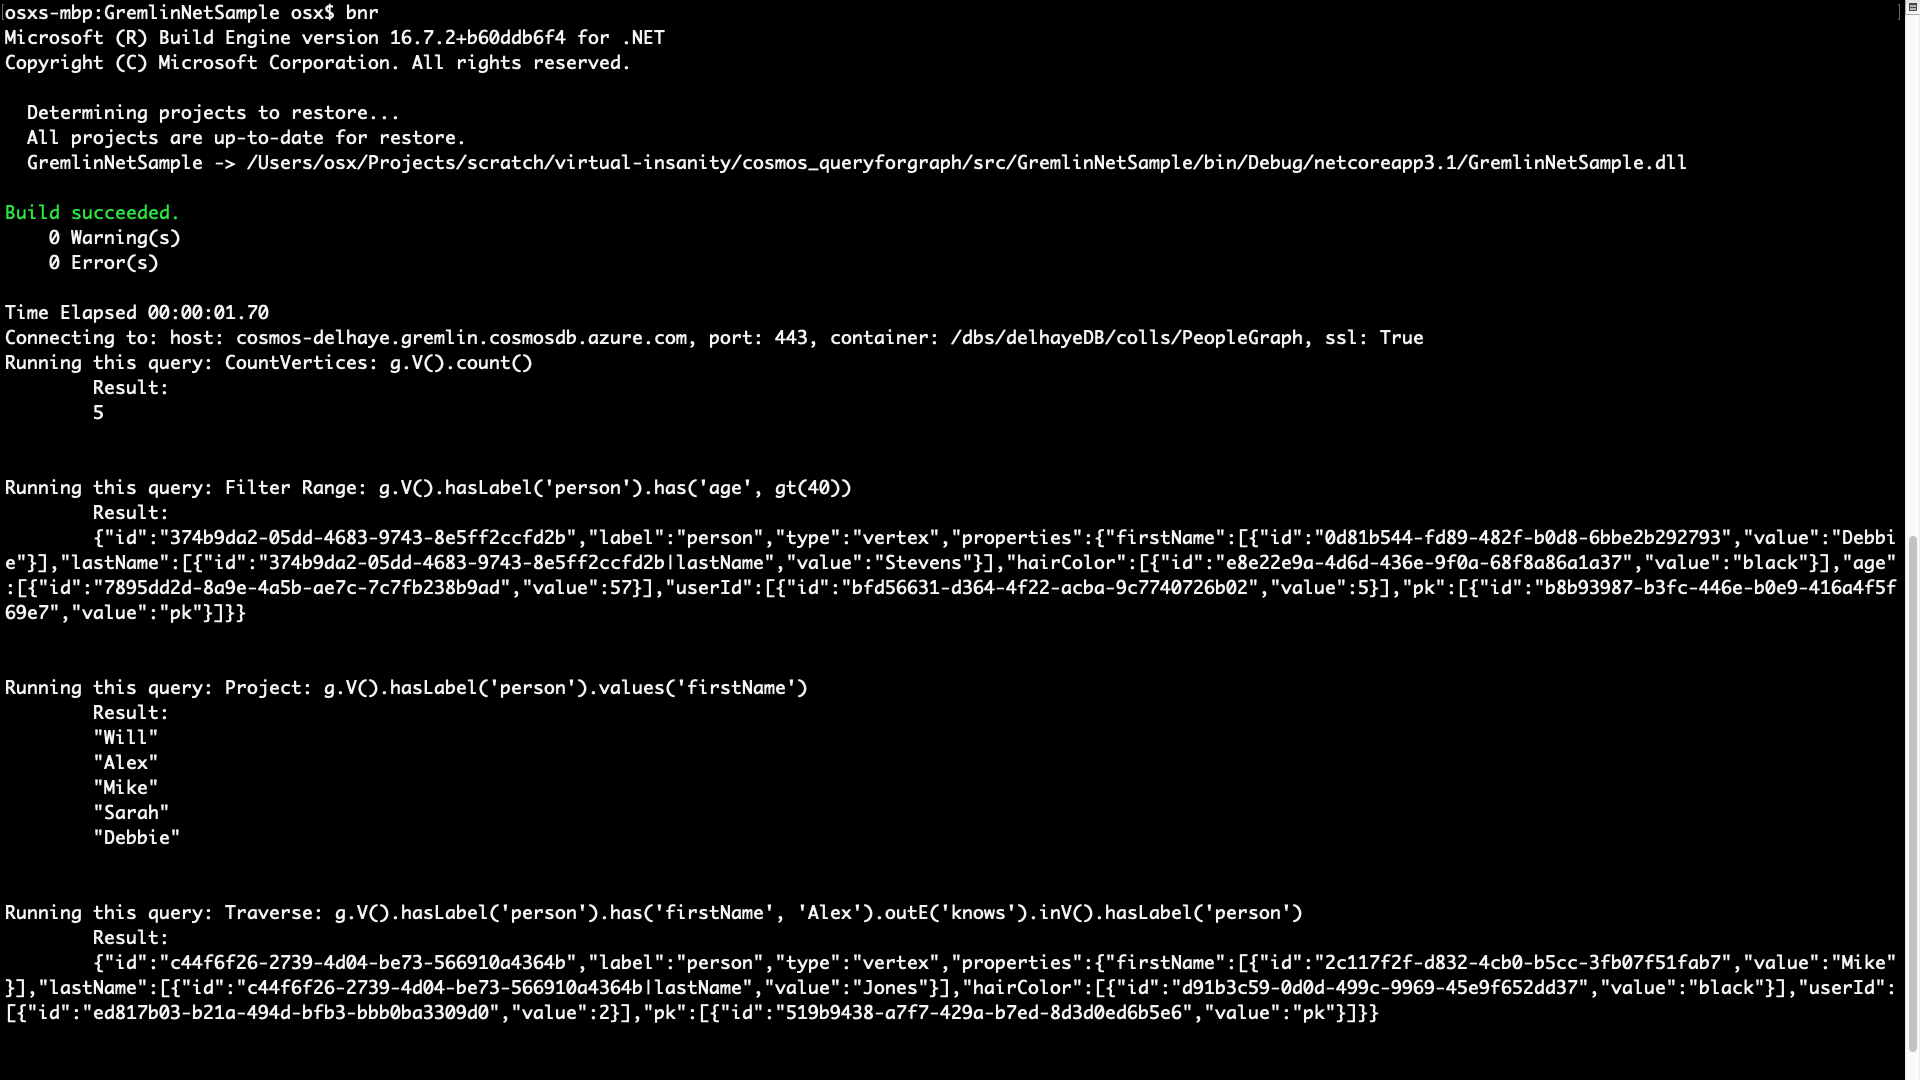 osxs-mbp:GremlinNetSample osx$ bnr
Microsoft (R) Build Engine version 16.7.2+b60ddb6f4 for .NET
Copyright (C) Microsoft Corporation. All rights reserved.
  Determining projects to restore...
  All projects are up-to-date for restore.
  GremlinNetSample -> /Users/osx/Projects/scratch/virtual-insanity/cosmos_queryforgraph/src/GremlinNetSample/bin/Debug/netcoreapp3.1/GremlinNetSample.dll
Build succeeded.
    0 Warning(s)
    0 Error(s)
Time Elapsed 00:00:01.70
Connecting to: host: cosmos-delhaye.gremlin.cosmosdb.azure.com, port: 443, container: /dbs/delhayeDB/colls/PeopleGraph, ssl: True
Running this query: CountVertices: g.V().count()
        Result:
        5
Running this query: Filter Range: g.V().hasLabel('person').has('age', gt(40))
        Result:
        {"id":"374b9da2-05dd-4683-9743-8e5ff2ccfd2b","label":"person","type":"vertex","properties":{"firstName":[{"id":"0d81b544-fd89-482f-b0d8-6bbe2b292793","value":"Debbi
e"}],"lastName":[{"id":"374b9da2-05dd-4683-9743-8e5ff2ccfd2b|lastName","value":"Stevens"}],"hairColor":[{"id":"e8e22e9a-4d6d-436e-9f0a-68f8a86a1a37","value":"black"}],"age"
:[{"id":"7895dd2d-8a9e-4a5b-ae7c-7c7fb238b9ad","value":57}],"userId":[{"id":"bfd56631-d364-4f22-acba-9c7740726b02","value":5}],"pk":[{"id":"b8b93987-b3fc-446e-b0e9-416a4f5f
69e7","value":"pk"}]}}
Running this query: Project: g.V().hasLabel('person').values('firstName')
        Result:
        "Will"
        "Alex"
        "Mike"
        "Sarah"
        "Debbie"
Running this query: Traverse: g.V().hasLabel('person').has('firstName', 'Alex').outE('knows').inV().hasLabel('person')
        Result:
        {"id":"c44f6f26-2739-4d04-be73-566910a4364b","label":"person","type":"vertex","properties":{"firstName":[{"id":"2c117f2f-d832-4cb0-b5cc-3fb07f51fab7","value":"Mike"
}],"lastName":[{"id":"c44f6f26-2739-4d04-be73-566910a4364b|lastName","value":"Jones"}],"hairColor":[{"id":"d91b3c59-0d0d-499c-9969-45e9f652dd37","value":"black"}],"userId":
[{"id":"ed817b03-b21a-494d-bfb3-bbb0ba3309d0","value":2}],"pk":[{"id":"519b9438-a7f7-429a-b7ed-8d3d0ed6b5e6","value":"pk"}]}}